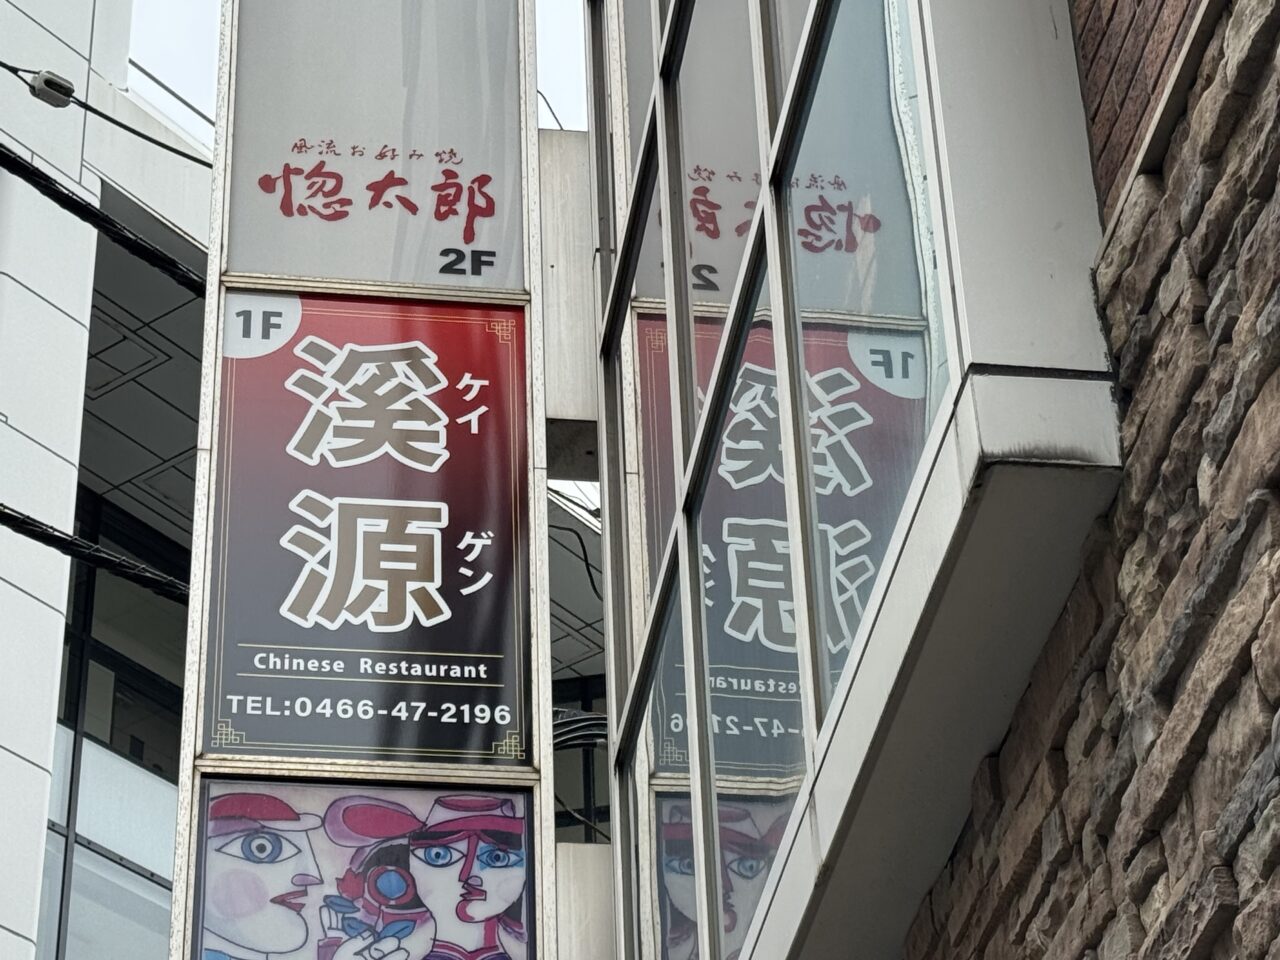 風流お好み焼
惚太郎
2F
1F
溪源
ケイ
ゲン
Chinese Restaurant
TEL:0466-47-2196